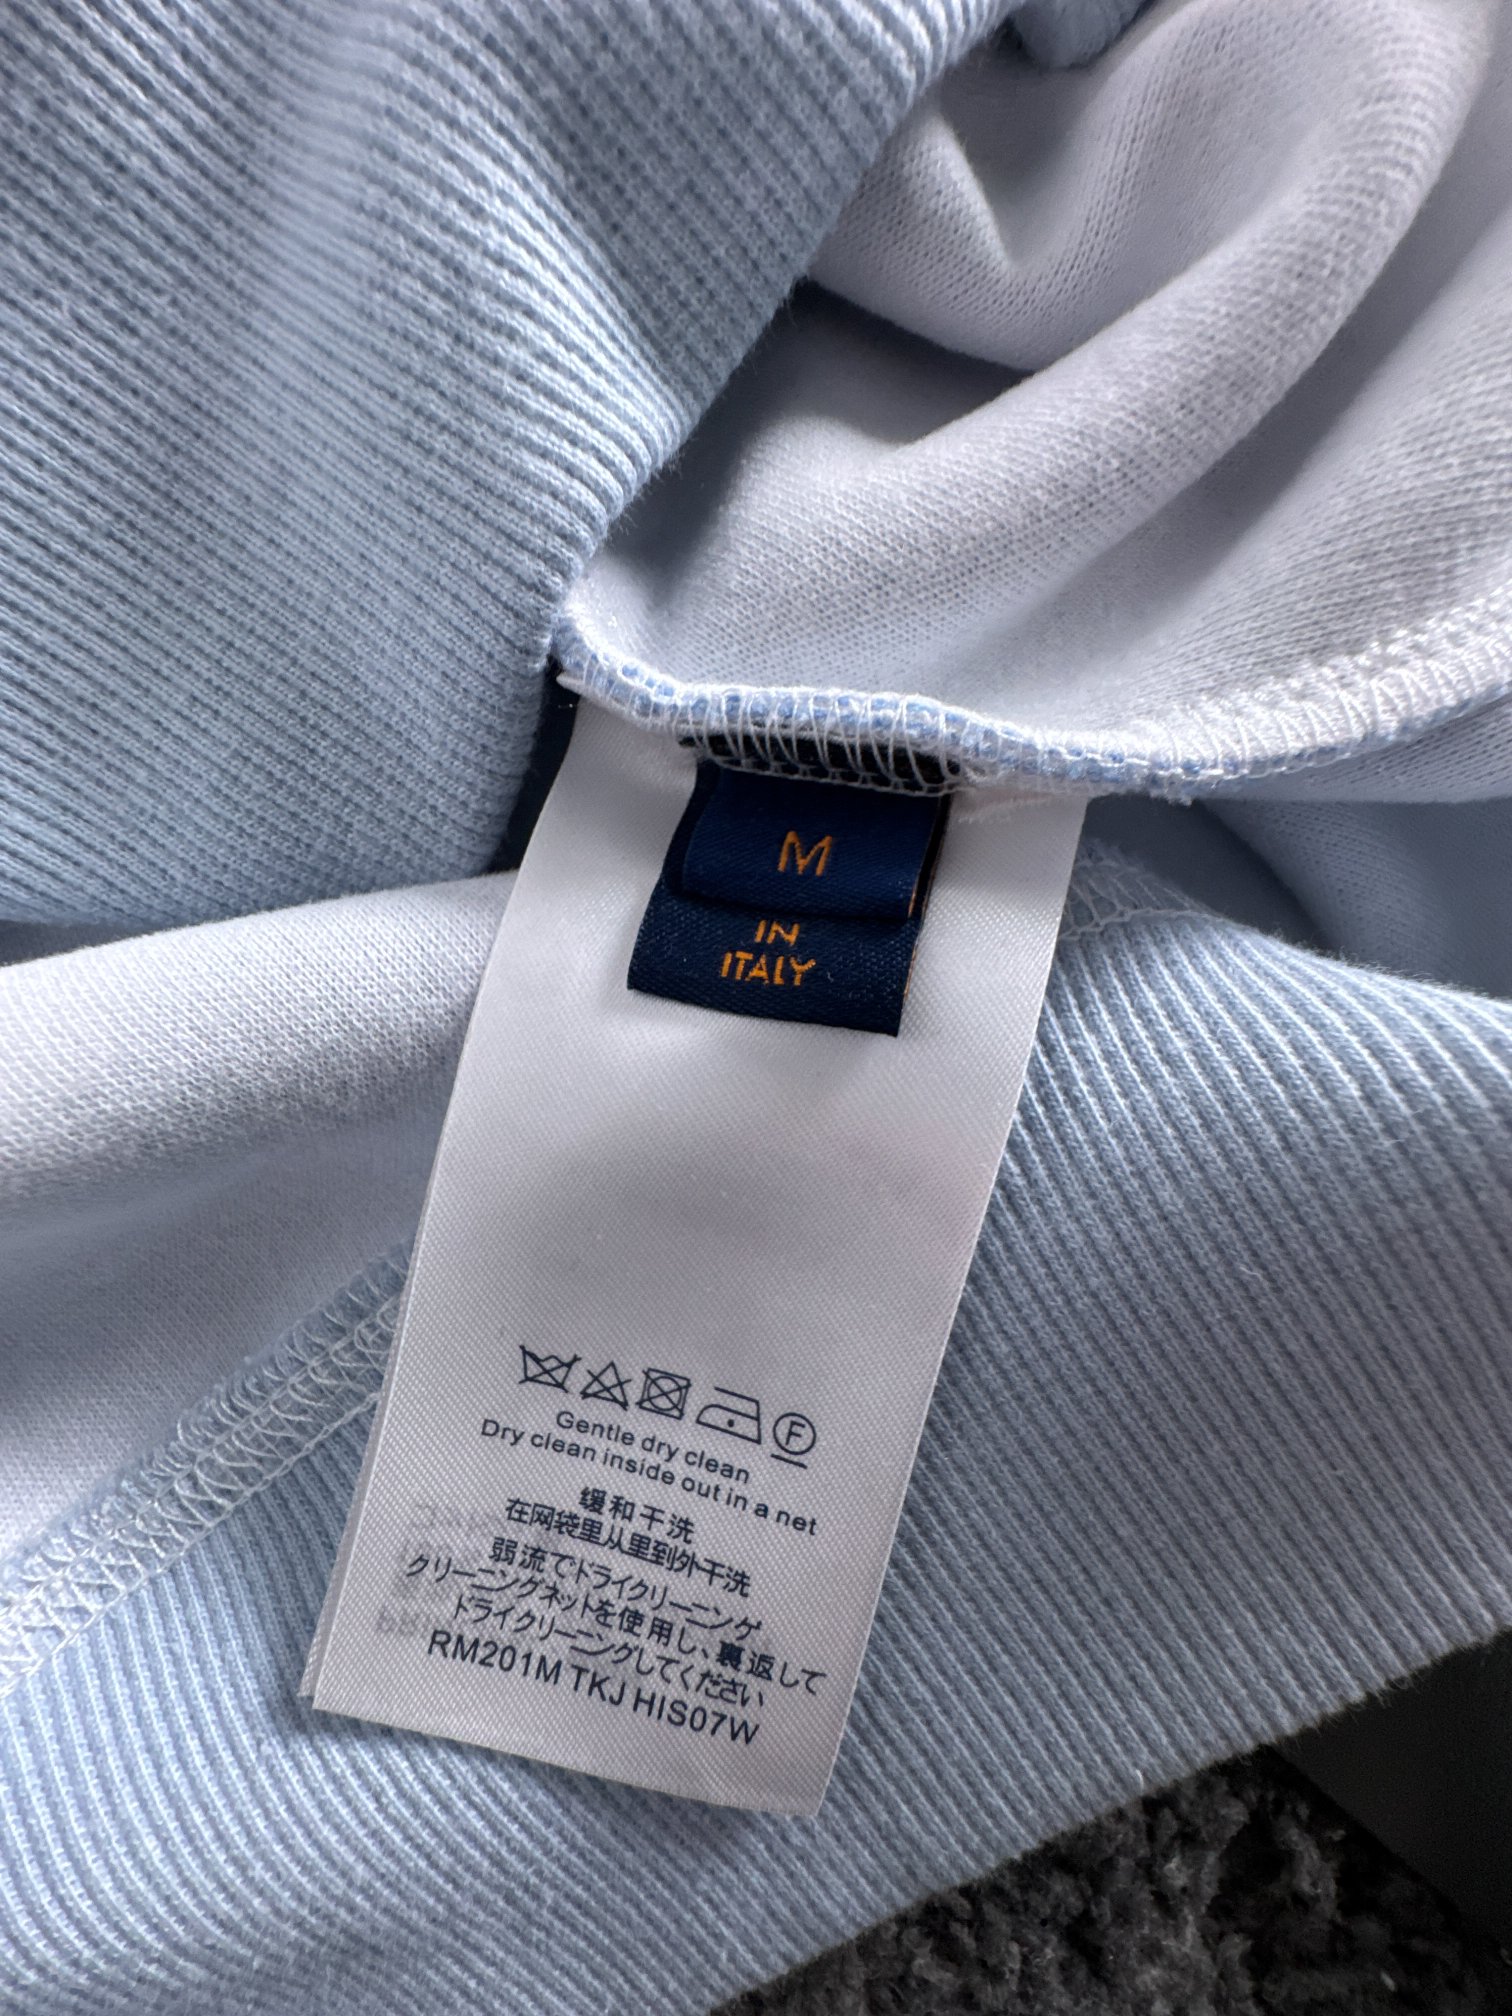 M
IN
ITALY
F
Gentle dry clean
Dry clean inside out in a net
缓和干洗
在网袋里从里到外干洗
弱流でドライクリーニング
クリーニングネットを使用し、裏返して
ドライクリーニングしてください
RM201M TKJ HIS07W